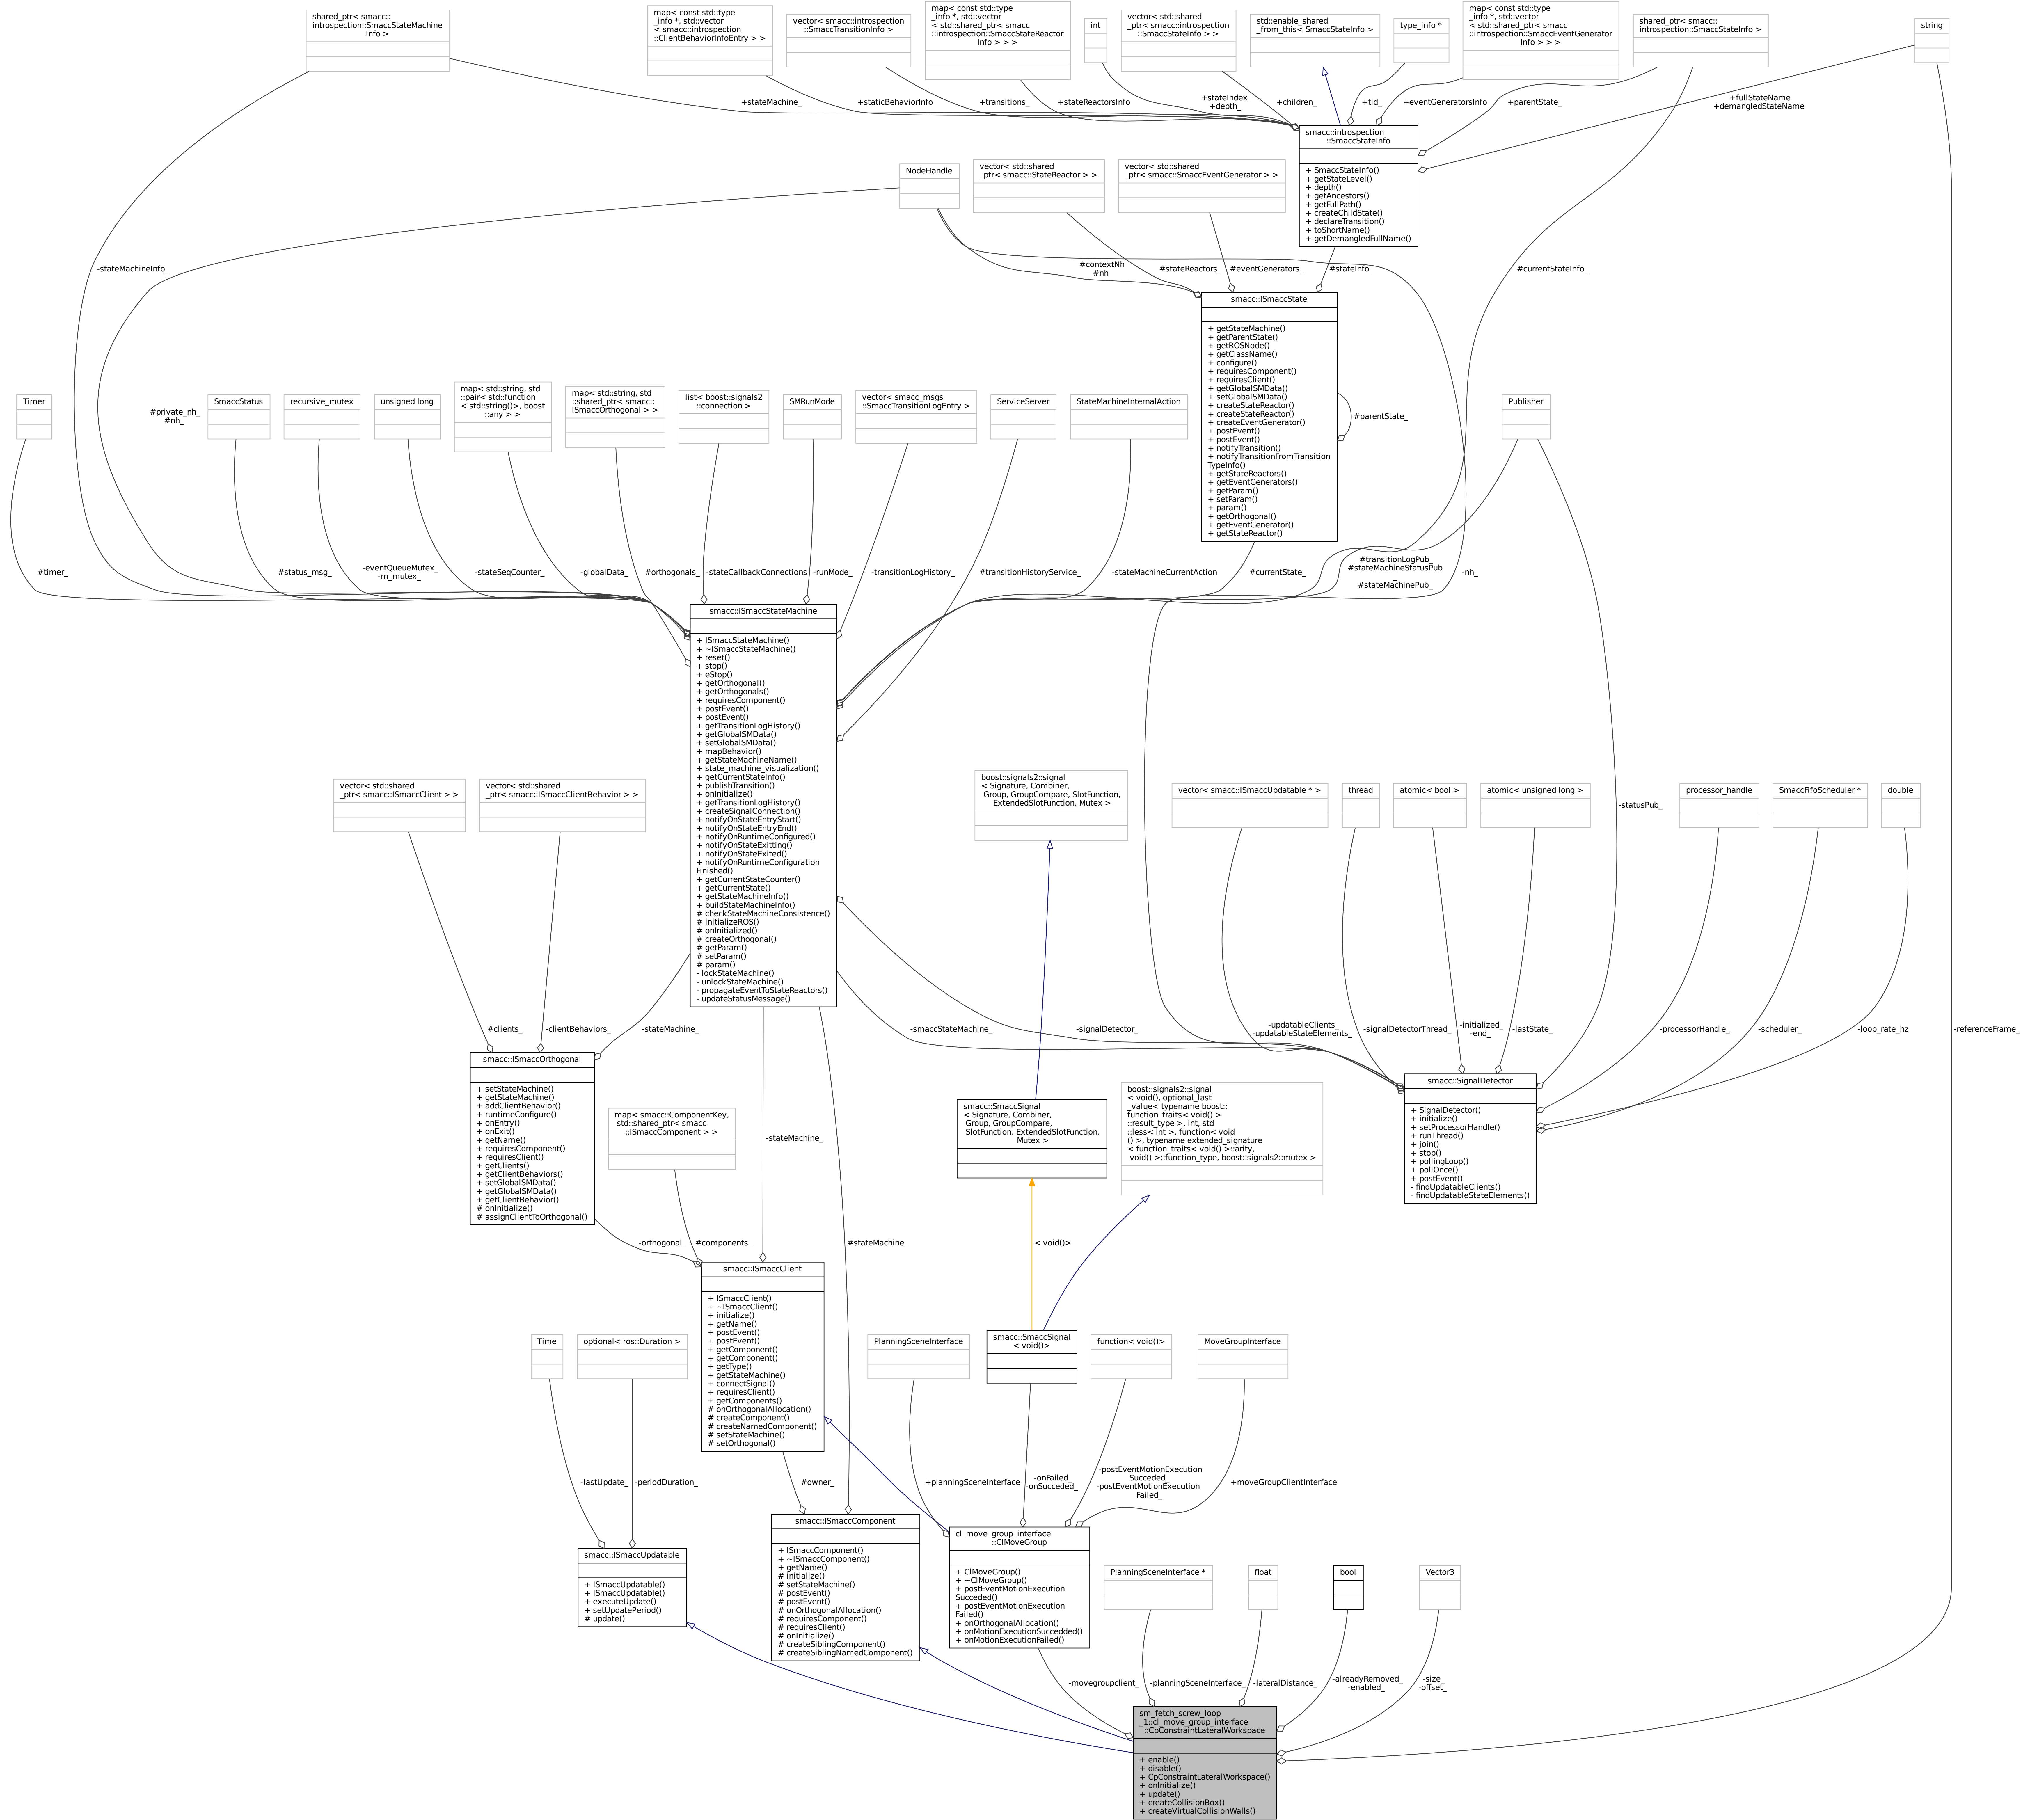 shared_ptr< smacc::
introspection::SmaccStateMachine
Info >
map< const std::type
_info *, std::vector
< smacc::introspection
::ClientBehaviorInfoEntry > >
vector< smacc::introspection
::SmaccTransitionInfo >
map< const std::type
_info *, std::vector
< std::shared_ptr< smacc
::introspection::SmaccStateReactor
Info > > >
int
vector< std::shared
_ptr< smacc::introspection
::SmaccStateInfo > >
std::enable_shared
_from_this< SmaccStateInfo >
type_info *
map< const std::type
_info *, std::vector
< std::shared_ptr< smacc
::introspection::SmaccEventGenerator
Info > > >
shared_ptr< smacc::
introspection::SmaccStateInfo >
string
+stateMachine_
+staticBehaviorInfo
+transitions_
+stateReactorsInfo
+stateIndex_
+depth_
+children_
+tid_
+eventGeneratorsInfo
+parentState_
+fullStateName
+demangledStateName
smacc::introspection
::SmaccStateInfo
+ SmaccStateInfo()
+ getStateLevel()
+ depth()
+ getAncestors()
+ getFullPath()
+ createChildState()
+ declareTransition()
+ toShortName()
+ getDemangledFullName()
NodeHandle
vector< std::shared
_ptr< smacc::StateReactor > >
vector< std::shared
_ptr< smacc::SmaccEventGenerator > >
-stateMachineInfo_
#contextNh
#nh
#stateReactors_
#eventGenerators_
#stateInfo_
#currentStateInfo_
smacc::ISmaccState
+ getStateMachine()
+ getParentState()
+ getROSNode()
+ getClassName()
+ configure()
+ requiresComponent()
+ requiresClient()
+ getGlobalSMData()
+ setGlobalSMData()
+ createStateReactor()
+ createStateReactor()
+ createEventGenerator()
+ postEvent()
+ postEvent()
+ notifyTransition()
+ notifyTransitionFromTransition
TypeInfo()
+ getStateReactors()
+ getEventGenerators()
+ getParam()
+ setParam()
+ param()
+ getOrthogonal()
+ getEventGenerator()
+ getStateReactor()
#parentState_
Timer
#private_nh_
#nh_
SmaccStatus
recursive_mutex
unsigned long
map< std::string, std
::pair< std::function
< std::string()>, boost
::any > >
map< std::string, std
::shared_ptr< smacc::
ISmaccOrthogonal > >
list< boost::signals2
::connection >
SMRunMode
vector< smacc_msgs
::SmaccTransitionLogEntry >
ServiceServer
StateMachineInternalAction
Publisher
#timer_
#status_msg_
-eventQueueMutex_
-m_mutex_
-stateSeqCounter_
-globalData_
#orthogonals_
-stateCallbackConnections
-runMode_
-transitionLogHistory_
#transitionHistoryService_
-stateMachineCurrentAction
#currentState_
#transitionLogPub_
#stateMachineStatusPub
_
#stateMachinePub_
-nh_
smacc::ISmaccStateMachine
+ ISmaccStateMachine()
+ ~ISmaccStateMachine()
+ reset()
+ stop()
+ eStop()
+ getOrthogonal()
+ getOrthogonals()
+ requiresComponent()
+ postEvent()
+ postEvent()
+ getTransitionLogHistory()
+ getGlobalSMData()
+ setGlobalSMData()
+ mapBehavior()
+ getStateMachineName()
+ state_machine_visualization()
+ getCurrentStateInfo()
+ publishTransition()
+ onInitialize()
+ getTransitionLogHistory()
+ createSignalConnection()
+ notifyOnStateEntryStart()
+ notifyOnStateEntryEnd()
+ notifyOnRuntimeConfigured()
+ notifyOnStateExitting()
+ notifyOnStateExited()
+ notifyOnRuntimeConfiguration
Finished()
+ getCurrentStateCounter()
+ getCurrentState()
+ getStateMachineInfo()
+ buildStateMachineInfo()
# checkStateMachineConsistence()
# initializeROS()
# onInitialized()
# createOrthogonal()
# getParam()
# setParam()
# param()
- lockStateMachine()
- unlockStateMachine()
- propagateEventToStateReactors()
- updateStatusMessage()
vector< std::shared
_ptr< smacc::ISmaccClient > >
vector< std::shared
_ptr< smacc::ISmaccClientBehavior > >
boost::signals2::signal
< Signature, Combiner,
Group, GroupCompare, SlotFunction,
ExtendedSlotFunction, Mutex >
vector< smacc::ISmaccUpdatable * >
thread
atomic< bool >
atomic< unsigned long >
processor_handle
SmaccFifoScheduler *
double
-statusPub_
#clients_
-clientBehaviors_
-stateMachine_
-smaccStateMachine_
-signalDetector_
-updatableClients_
-updatableStateElements_
-signalDetectorThread_
-initialized_
-end_
-lastState_
-processorHandle_
-scheduler_
-loop_rate_hz
-referenceFrame_
smacc::ISmaccOrthogonal
+ setStateMachine()
+ getStateMachine()
+ addClientBehavior()
+ runtimeConfigure()
+ onEntry()
+ onExit()
+ getName()
+ requiresComponent()
+ requiresClient()
+ getClients()
+ getClientBehaviors()
+ setGlobalSMData()
+ getGlobalSMData()
+ getClientBehavior()
# onInitialize()
# assignClientToOrthogonal()
map< smacc::ComponentKey,
std::shared_ptr< smacc
::ISmaccComponent > >
-stateMachine_
smacc::SmaccSignal
< Signature, Combiner,
Group, GroupCompare,
SlotFunction, ExtendedSlotFunction,
Mutex >
boost::signals2::signal
< void(), optional_last
_value< typename boost::
function_traits< void() >
::result_type >, int, std
::less< int >, function< void
() >, typename extended_signature
< function_traits< void() >::arity,
void() >::function_type, boost::signals2::mutex >
smacc::SignalDetector
+ SignalDetector()
+ initialize()
+ setProcessorHandle()
+ runThread()
+ join()
+ stop()
+ pollingLoop()
+ pollOnce()
+ postEvent()
- findUpdatableClients()
- findUpdatableStateElements()
-orthogonal_
#components_
#stateMachine_
< void()>
smacc::ISmaccClient
+ ISmaccClient()
+ ~ISmaccClient()
+ initialize()
+ getName()
+ postEvent()
+ postEvent()
+ getComponent()
+ getComponent()
+ getType()
+ getStateMachine()
+ connectSignal()
+ requiresClient()
+ getComponents()
# onOrthogonalAllocation()
# createComponent()
# createNamedComponent()
# setStateMachine()
# setOrthogonal()
Time
optional< ros::Duration >
PlanningSceneInterface
smacc::SmaccSignal
< void()>
function< void()>
MoveGroupInterface
-lastUpdate_
-periodDuration_
#owner_
+planningSceneInterface
-onFailed_
-onSucceded_
-postEventMotionExecution
Succeded_
-postEventMotionExecution
Failed_
+moveGroupClientInterface
smacc::ISmaccUpdatable
+ ISmaccUpdatable()
+ ISmaccUpdatable()
+ executeUpdate()
+ setUpdatePeriod()
# update()
smacc::ISmaccComponent
+ ISmaccComponent()
+ ~ISmaccComponent()
+ getName()
# initialize()
# setStateMachine()
# postEvent()
# postEvent()
# onOrthogonalAllocation()
# requiresComponent()
# requiresClient()
# onInitialize()
# createSiblingComponent()
# createSiblingNamedComponent()
cl_move_group_interface
::ClMoveGroup
+ ClMoveGroup()
+ ~ClMoveGroup()
+ postEventMotionExecution
Succeded()
+ postEventMotionExecution
Failed()
+ onOrthogonalAllocation()
+ onMotionExecutionSuccedded()
+ onMotionExecutionFailed()
PlanningSceneInterface *
float
bool
Vector3
-movegroupclient_
-planningSceneInterface_
-lateralDistance_
-alreadyRemoved_
-enabled_
-size_
-offset_
sm_fetch_screw_loop
_1::cl_move_group_interface
::CpConstraintLateralWorkspace
+ enable()
+ disable()
+ CpConstraintLateralWorkspace()
+ onInitialize()
+ update()
+ createCollisionBox()
+ createVirtualCollisionWalls()